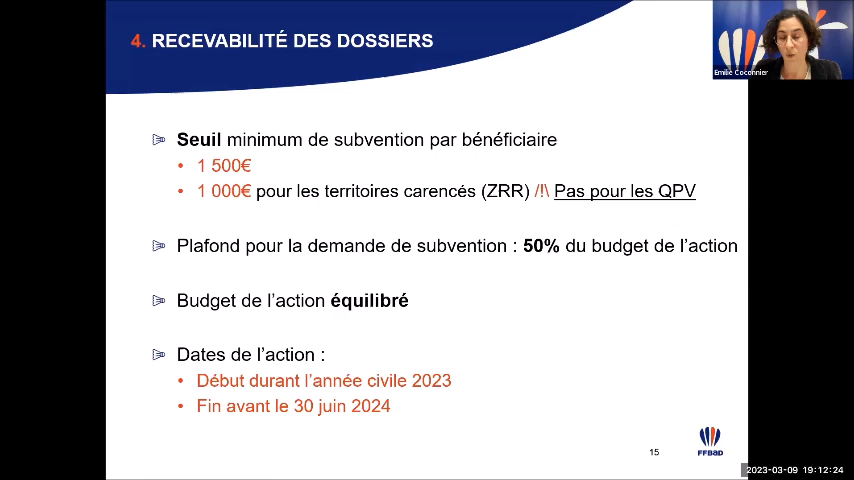 4. RECEVABILITÉ DES DOSSIERS
Emilie Coconnier
Seuil minimum de subvention par bénéficiaire
• 1 500€
• 1 000€ pour les territoires carencés (ZRR) /!\ Pas pour les QPV
Plafond pour la demande de subvention : 50% du budget de l'action
Budget de l'action équilibré
Dates de l'action :
• Début durant l'année civile 2023
• Fin avant le 30 juin 2024
15
FFBaD
2023-03-09 19:12:24